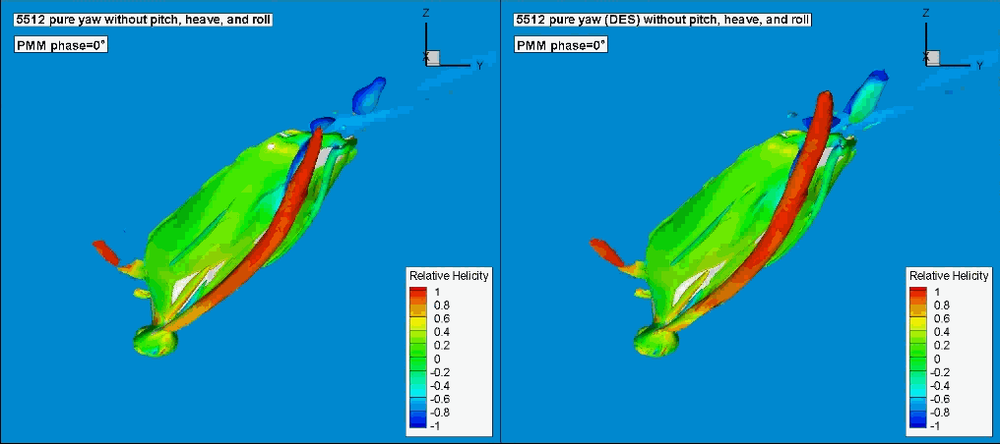 5512 pure yaw without pitch, heave, and roll
PMM phase=0°
Z
X
Y
Relative Helicity
1
0.8
0.6
0.4
0.2
0
-0.2
-0.4
-0.6
-0.8
-1
5512 pure yaw (DES) without pitch, heave, and roll
PMM phase=0°
Z
X
Y
Relative Helicity
1
0.8
0.6
0.4
0.2
0
-0.2
-0.4
-0.6
-0.8
-1